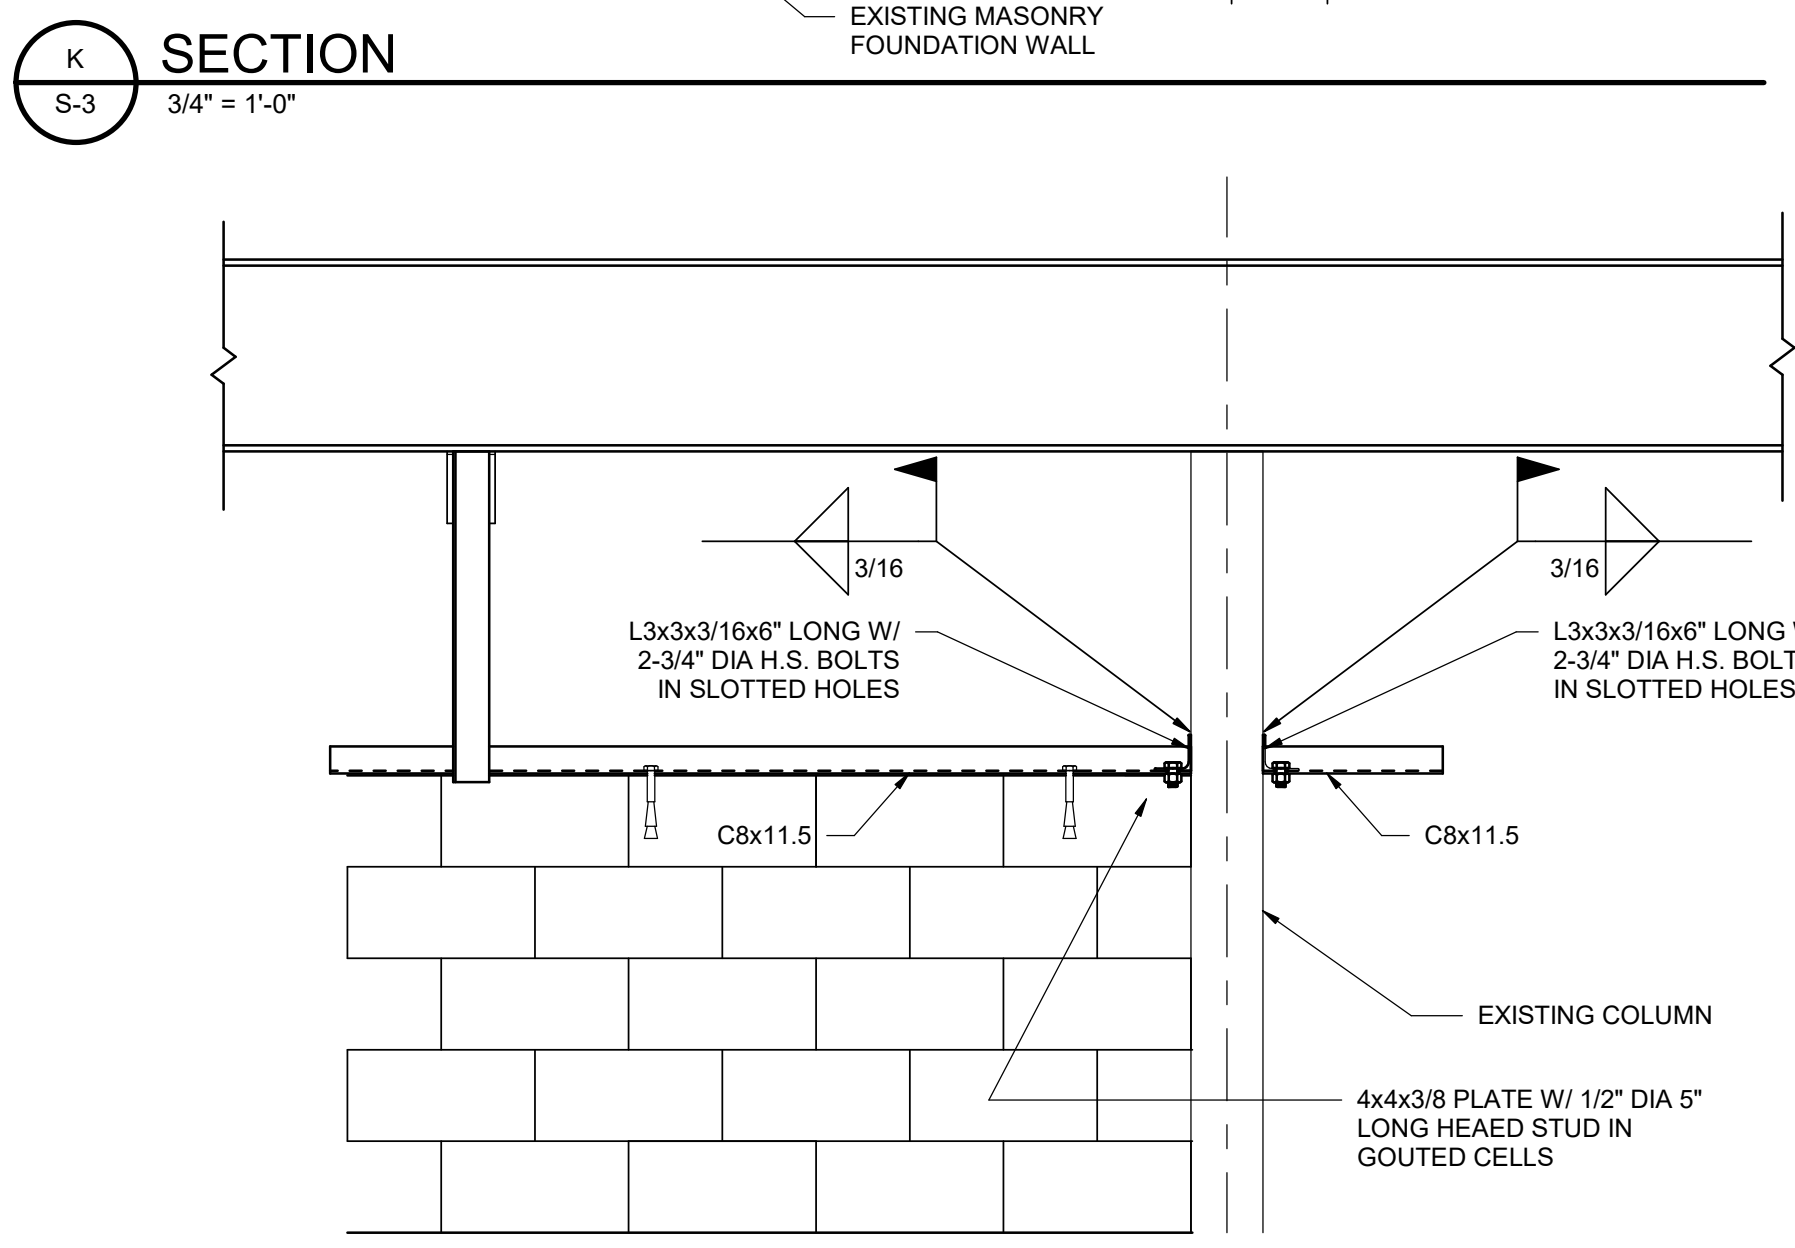 EXISTING MASONRY
FOUNDATION WALL
K
S-3
SECTION
3/4" = 1'-0"
3/16
3/16
L3x3x3/16x6" LONG W/
2-3/4" DIA H.S. BOLTS
IN SLOTTED HOLES
L3x3x3/16x6" LONG
2-3/4" DIA H.S. BOLT
IN SLOTTED HOLES
C8x11.5
C8x11.5
EXISTING COLUMN
4x4x3/8 PLATE W/ 1/2" DIA 5"
LONG HEAED STUD IN
GOUTED CELLS